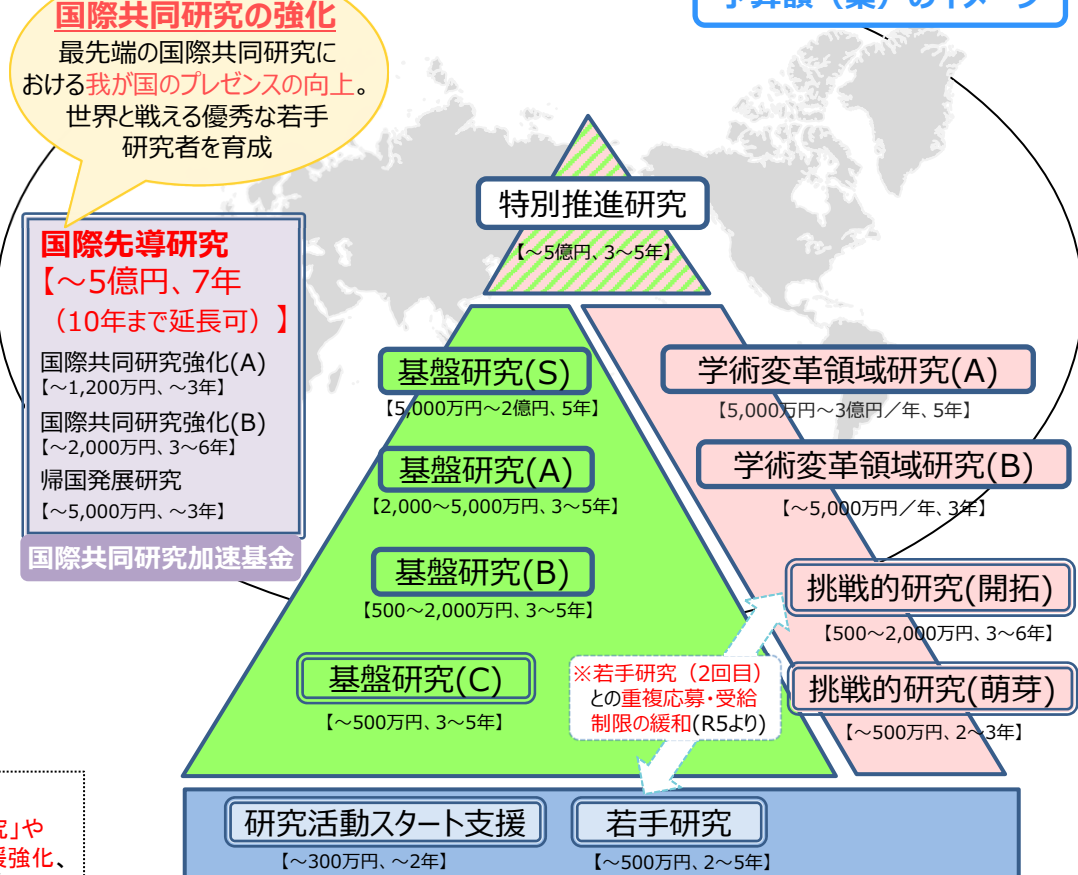 予算額（案）のイメージ
国際共同研究の強化
最先端の国際共同研究に
おける我が国のプレゼンスの向上。
世界と戦える優秀な若手
研究者を育成
国際先導研究
【～5億円、7年
（10年まで延長可）】
国際共同研究強化(A)
【～1,200万円、～3年】
国際共同研究強化(B)
【～2,000万円、3～6年】
帰国発展研究
【～5,000万円、～3年】
国際共同研究加速基金
特別推進研究
【～5億円、3～5年】
基盤研究(S)
【5,000万円～2億円、5年】
基盤研究(A)
【2,000～5,000万円、3～5年】
基盤研究(B)
【500～2,000万円、3～5年】
基盤研究(C)
【～500万円、3～5年】
学術変革領域研究(A)
【5,000万円～3億円／年、5年】
学術変革領域研究(B)
【～5,000万円／年、3年】
挑戦的研究(開拓)
【500～2,000万円、3～6年】
挑戦的研究(萌芽)
【～500万円、2～3年】
※若手研究（2回目）
との重複応募・受給
制限の緩和(R5より)
研究活動スタート支援
【～300万円、～2年】
若手研究
【～500万円、2～5年】
究」や
援強化、